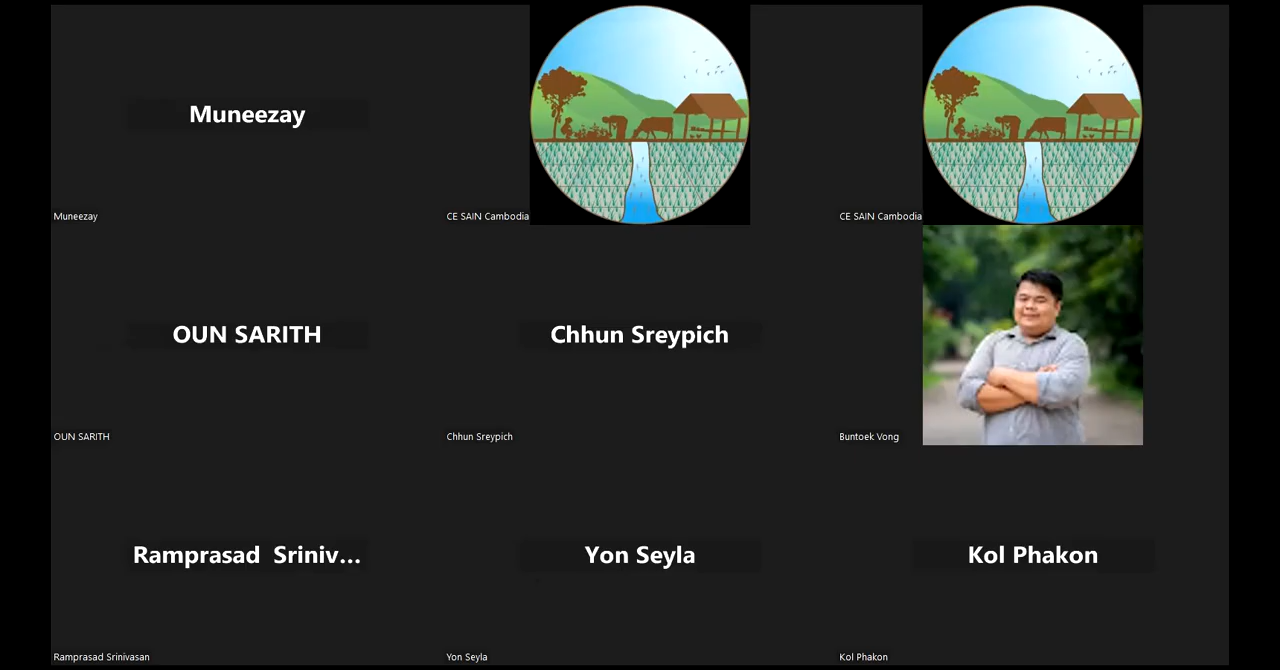 Muneezay
Muneezay
CE SAIN Cambodia
CE SAIN Cambodia
OUN SARITH
Chhun Sreypich
OUN SARITH
Chhun Sreypich
Buntoek Vong
Ramprasad Sriniv...
Yon Seyla
Kol Phakon
Ramprasad Srinivasan
Yon Seyla
Kol Phakon